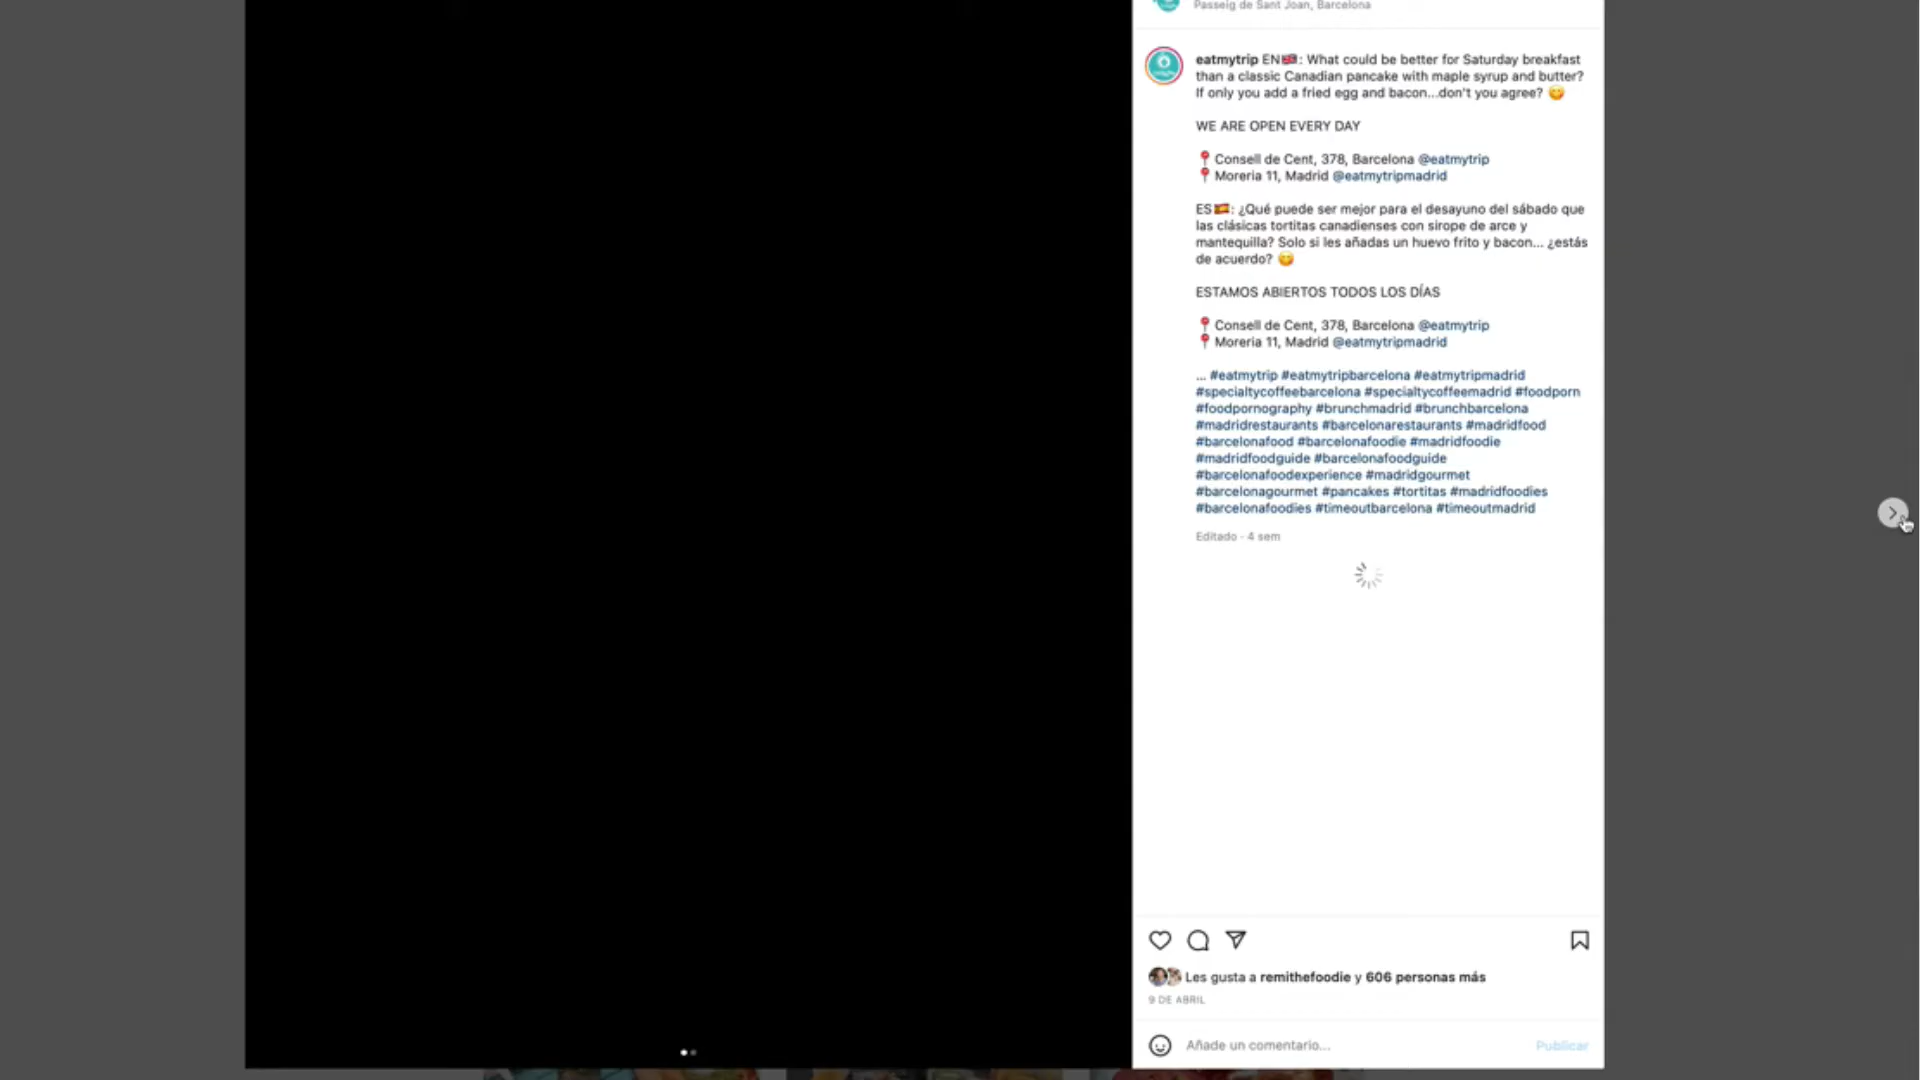 Passeig de Sant Joan, Barcelona
eatmytrip EN🇬🇧: What could be better for Saturday breakfast
than a classic Canadian pancake with maple syrup and butter?
If only you add a fried egg and bacon...don't you agree? 😋
WE ARE OPEN EVERY DAY
📍Consell de Cent, 378, Barcelona @eatmytrip
📍Moreria 11, Madrid @eatmytripmadrid
ES🇪🇸: ¿Qué puede ser mejor para el desayuno del sábado que
las clásicas tortitas canadienses con sirope de arce y
mantequilla? Solo si les añadas un huevo frito y bacon... ¿estás
de acuerdo? 😋
ESTAMOS ABIERTOS TODOS LOS DÍAS
📍Consell de Cent, 378, Barcelona @eatmytrip
📍Moreria 11, Madrid @eatmytripmadrid
... #eatmytrip #eatmytripbarcelona #eatmytripmadrid
#specialtycoffeebarcelona #specialtycoffeemadrid #foodporn
#foodpornography #brunchmadrid #brunchbarcelona
#madridrestaurants #barcelonarestaurants #madridfood
#barcelonafood #barcelonafoodie #madridfoodie
#madridfoodguide #barcelonafoodguide
#barcelonafoodexperience #madridgourmet
#barcelonagourmet #pancakes #tortitas #madridfoodies
#barcelonafoodies #timeoutbarcelona #timeoutmadrid
Editado · 4 sem
Les gusta a remithefoodie y 606 personas más
9 DE ABRIL
Añade un comentario...
Publicar